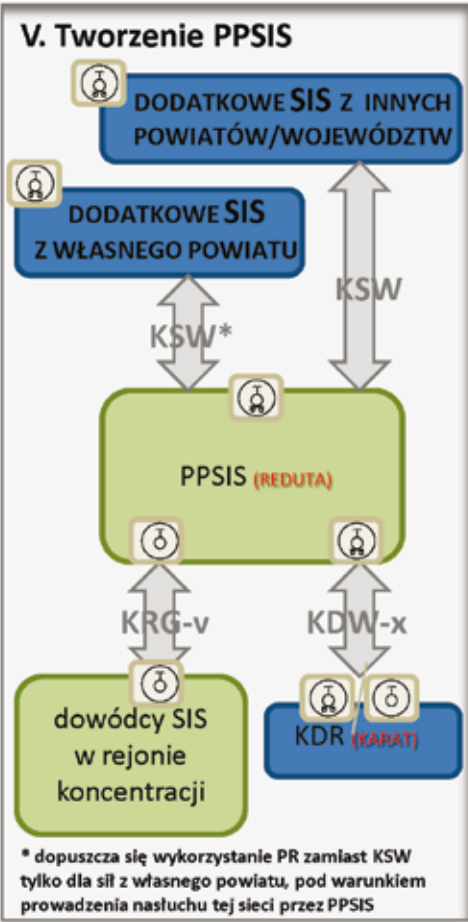 V. Tworzenie PPSIS
DODATKOWE SIS Z INNYCH
POWIATÓW/WOJEWÓDZTW
DODATKOWE SIS
Z WŁASNEGO POWIATU
KSW
KSW*
PPSIS (REDUTA)
KRG-v
KDW-x
dowódcy SIS
w rejonie
koncentracji
KDR (KARAT)
* dopuszcza się wykorzystanie PR zamiast KSW
tylko dla sił z własnego powiatu, pod warunkiem
prowadzenia nasłuchu tej sieci przez PPSIS